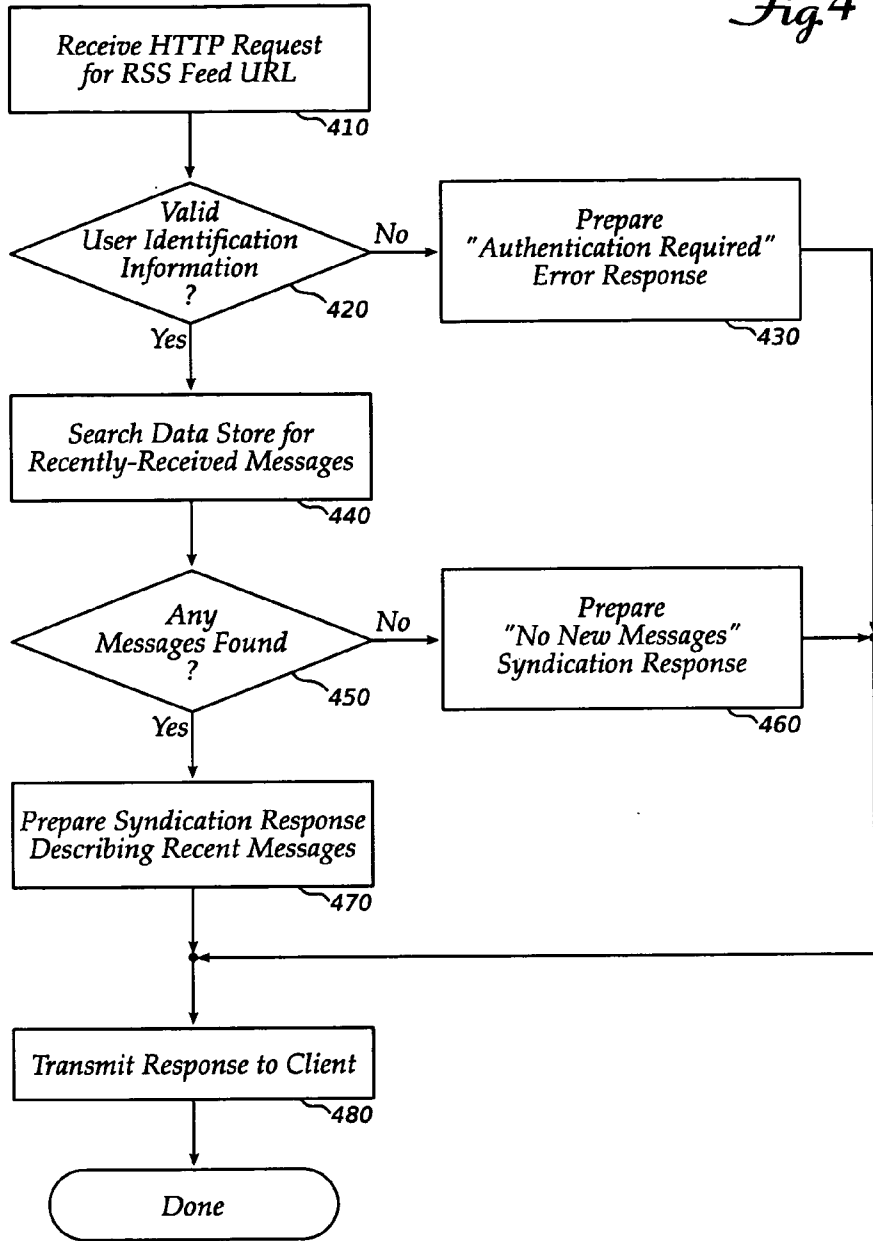 Fig. 4
Receive HTTP Request
for RSS Feed URL
410
Valid
User Identification
Information
?
420
No
Yes
Prepare
"Authentication Required"
Error Response
430
Search Data Store for
Recently-Received Messages
440
Any
Messages Found
?
450
No
Yes
Prepare
"No New Messages"
Syndication Response
460
Prepare Syndication Response
Describing Recent Messages
470
Transmit Response to Client
480
Done